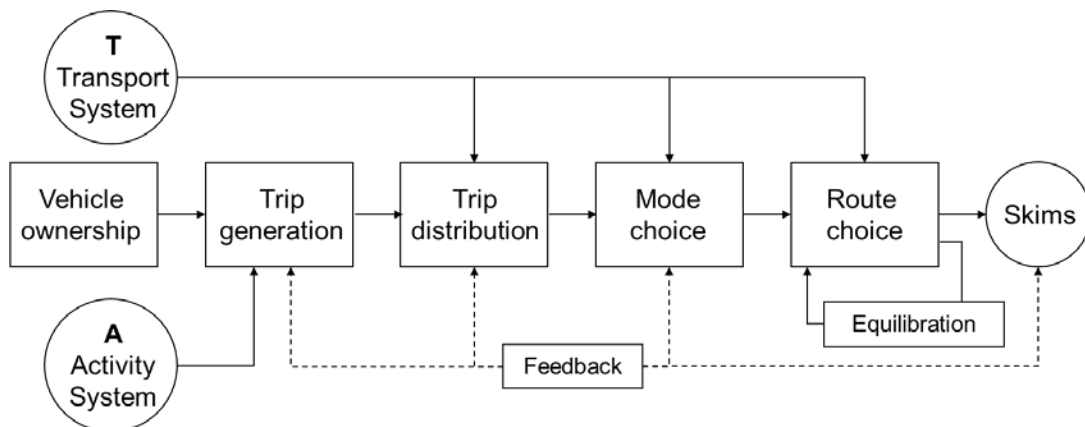 T
Transport
System
Vehicle
ownership
Trip
generation
Trip
distribution
Mode
choice
Route
choice
Skims
Equilibration
Feedback
A
Activity
System